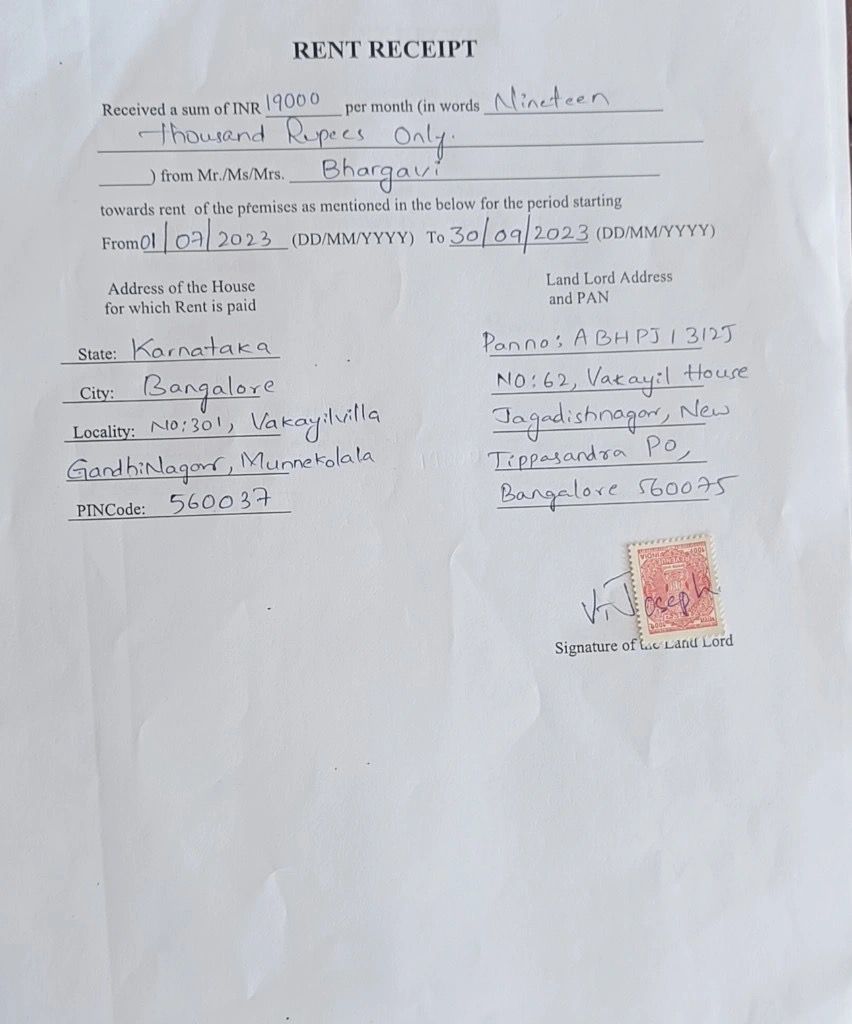 RENT RECEIPT
Received a sum of INR 19000 per month (in words Nineteen
Thousand Rupees Only.
______) from Mr./Ms/Mrs. Bhargavi
towards rent of the premises as mentioned in the below for the period starting
From 01/07/2023 (DD/MM/YYYY) To 30/09/2023 (DD/MM/YYYY)
Address of the House
for which Rent is paid
State: Karnataka
City: Bangalore
Locality: NO:301, Vakayilvilla
GandhiNagar, Munnekolala
PINCode: 560037
Land Lord Address
and PAN
Panno: ABHPJ1312J
NO:62, Vakayil House
Jagadishnagar, New
Tippasandra PO,
Bangalore 560075
V.J Joseph
Signature of the Land Lord